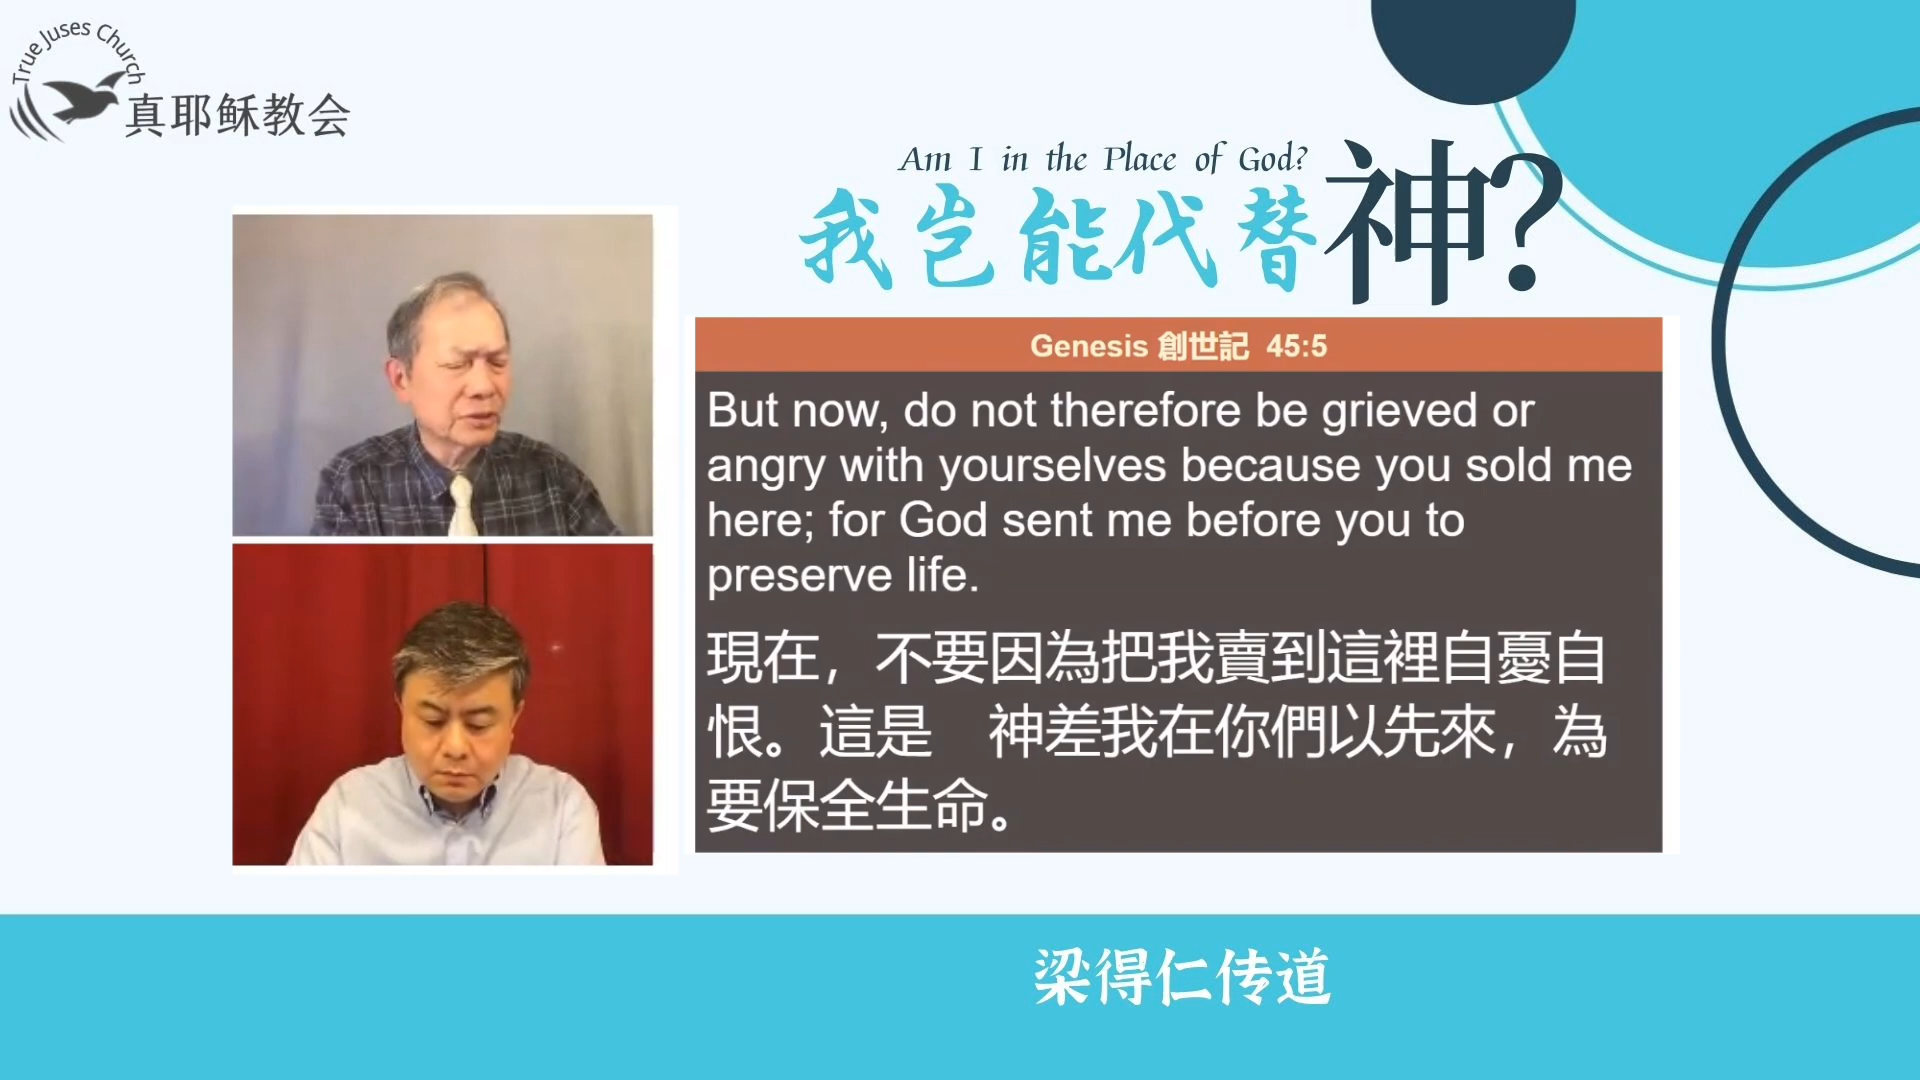 True Juses Church
真耶稣教会
Am I in the Place of God?
我岂能代替神?
Genesis 創世記 45:5
But now, do not therefore be grieved or
angry with yourselves because you sold me
here; for God sent me before you to
preserve life.
現在，不要因為把我賣到這裡自憂自
恨。這是　神差我在你們以先來，為
要保全生命。
梁得仁传道